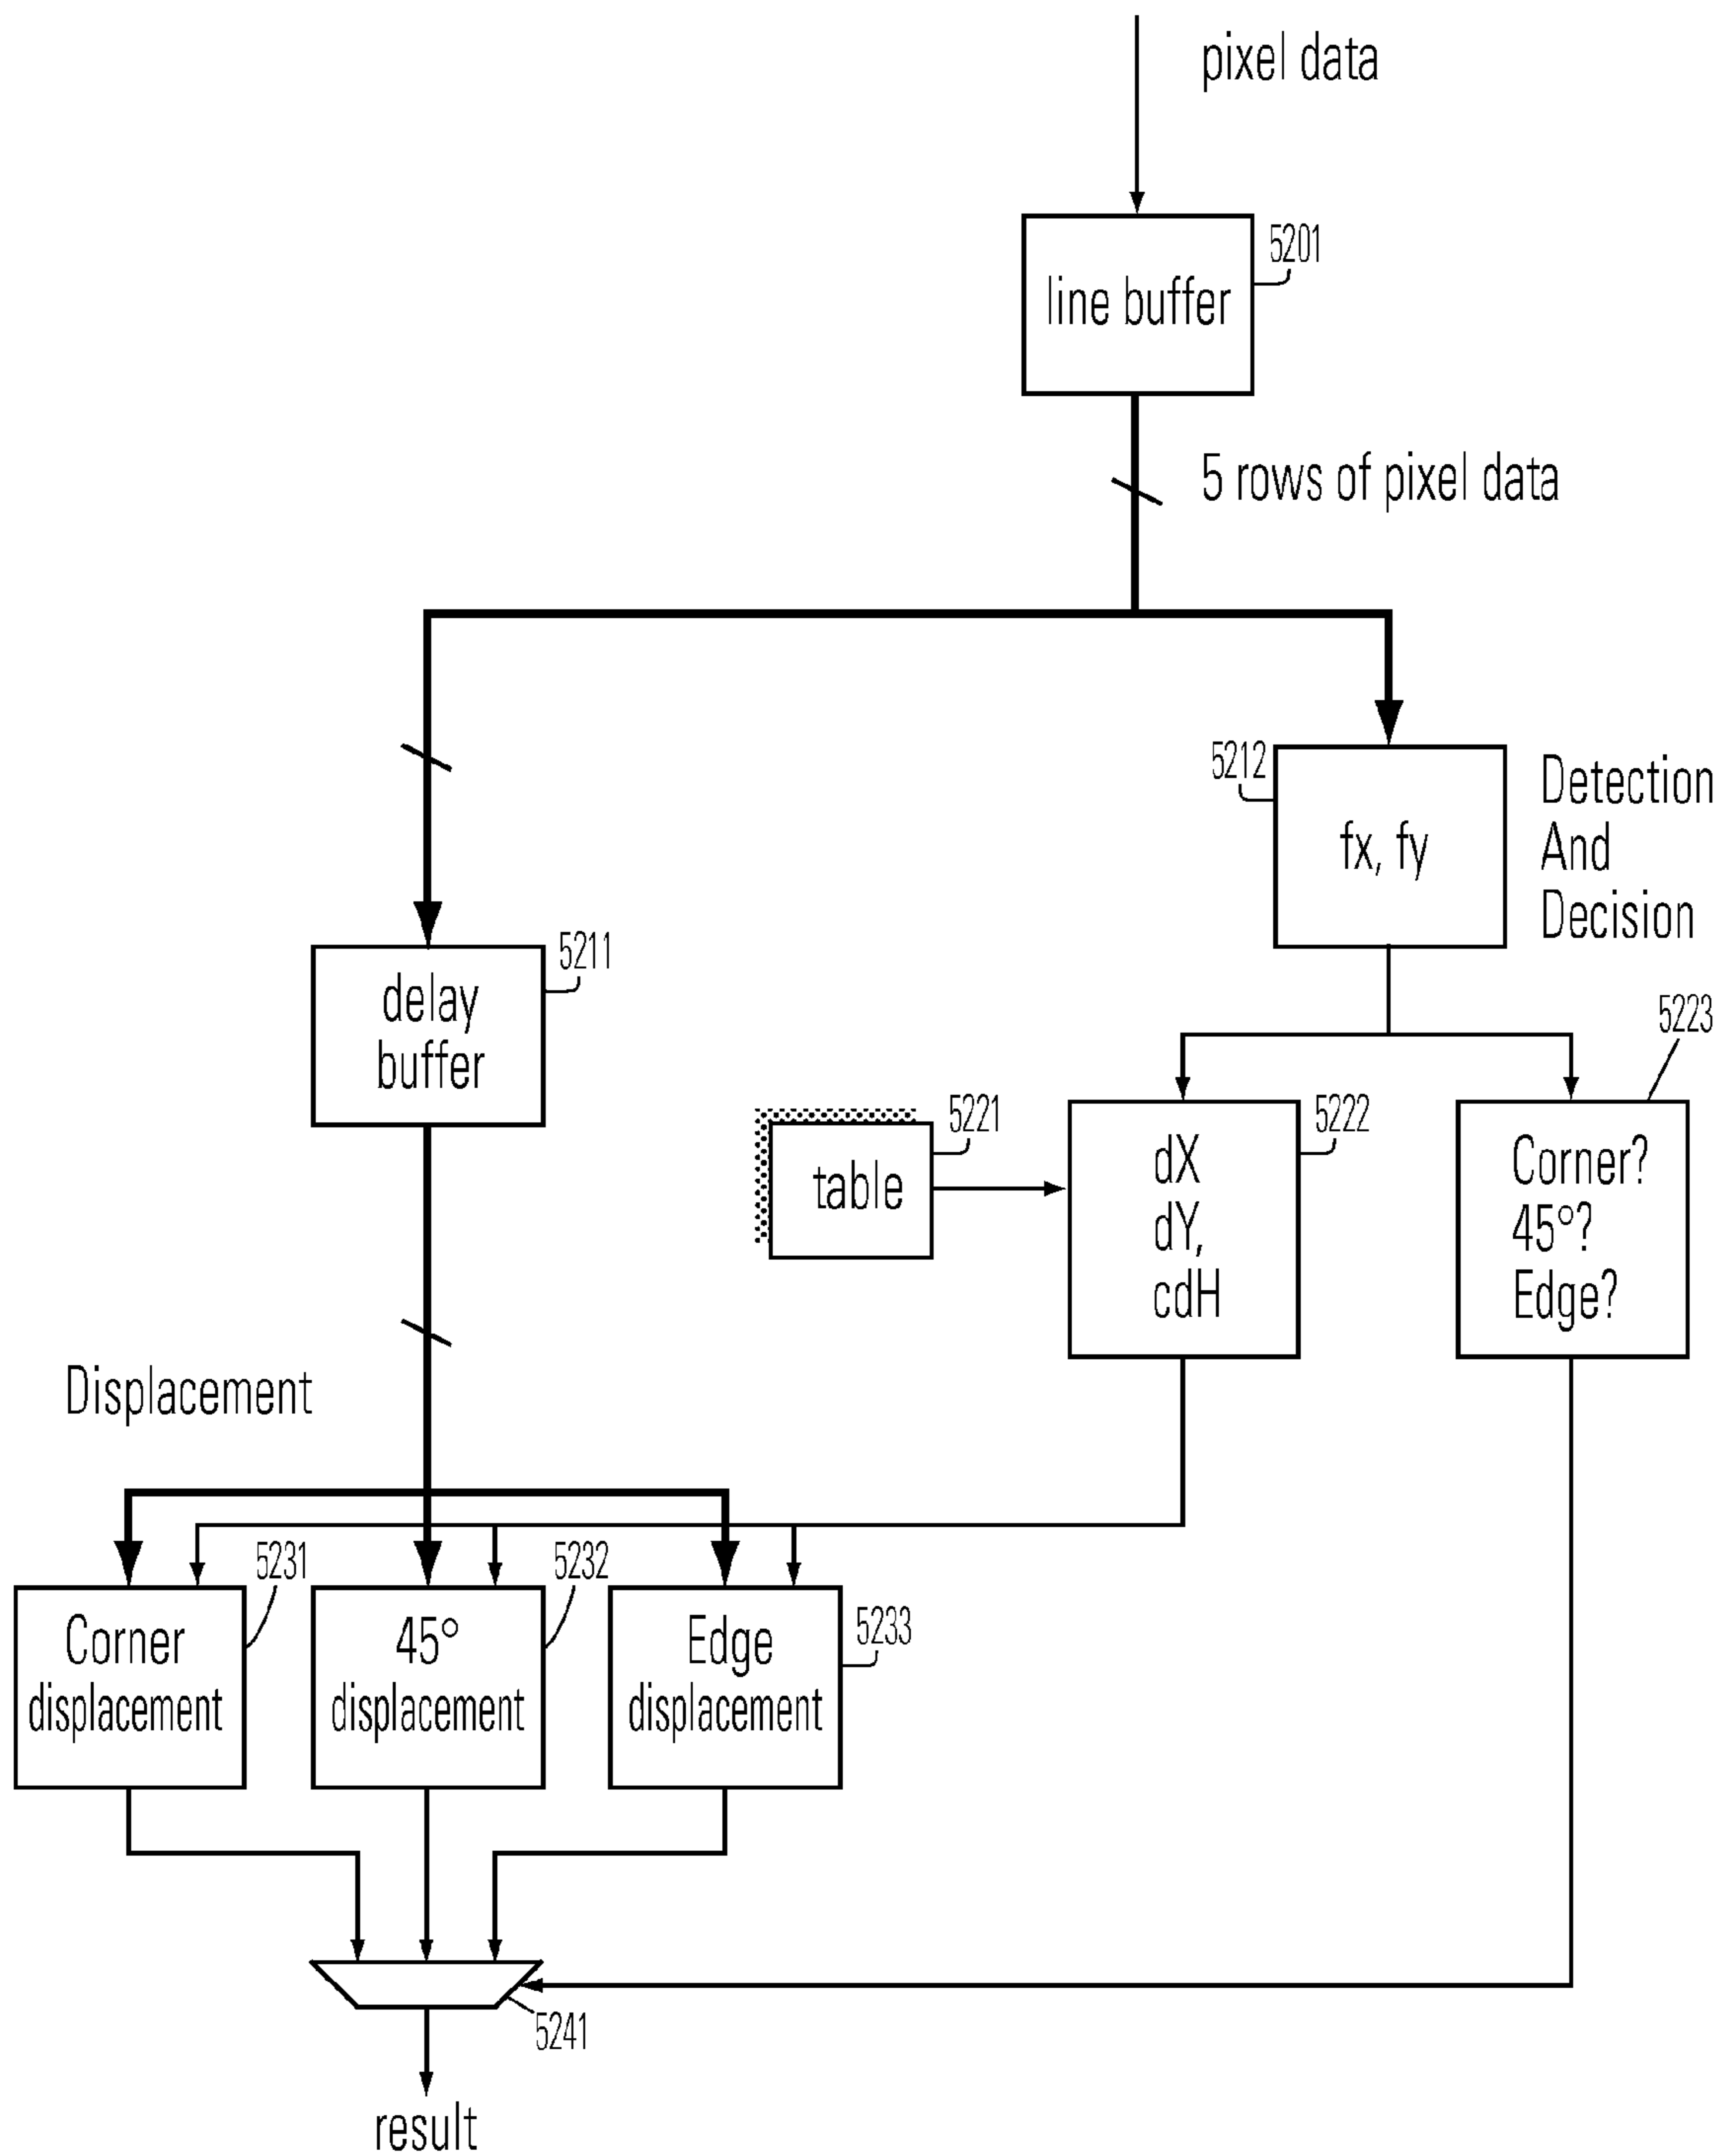 pixel data
5201
line buffer
5 rows of pixel data
5212
fx, fy
Detection
And
Decision
5211
delay
buffer
5223
5221
table
5222
dX
dY,
cdH
Corner?
45°?
Edge?
Displacement
5231
Corner
displacement
5232
45°
displacement
5233
Edge
displacement
5241
result